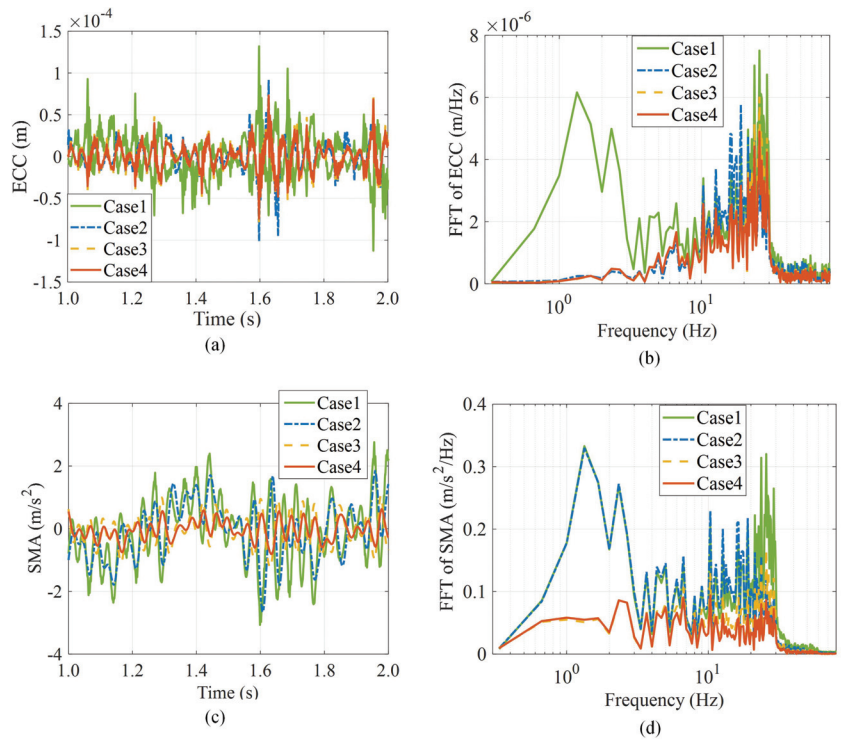 ×10⁻⁴
1.5
1
0.5
0
-0.5
-1
-1.5
ECC (m)
Case1
Case2
Case3
Case4
1.0 1.2 1.4 1.6 1.8 2.0
Time (s)
(a)
×10⁻⁶
8
6
4
2
0
FFT of ECC (m/Hz)
Case1
Case2
Case3
Case4
10⁰ 10¹
Frequency (Hz)
(b)
4
2
0
-2
-4
SMA (m/s²)
Case1
Case2
Case3
Case4
1.0 1.2 1.4 1.6 1.8 2.0
Time (s)
(c)
0.4
0.3
0.2
0.1
0
FFT of SMA (m/s²/Hz)
Case1
Case2
Case3
Case4
10⁰ 10¹
Frequency (Hz)
(d)